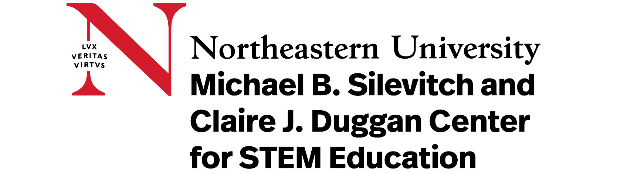 N
LVX
VERITAS
VIRTVS
Northeastern University
Michael B. Silevitch and
Claire J. Duggan Center
for STEM Education